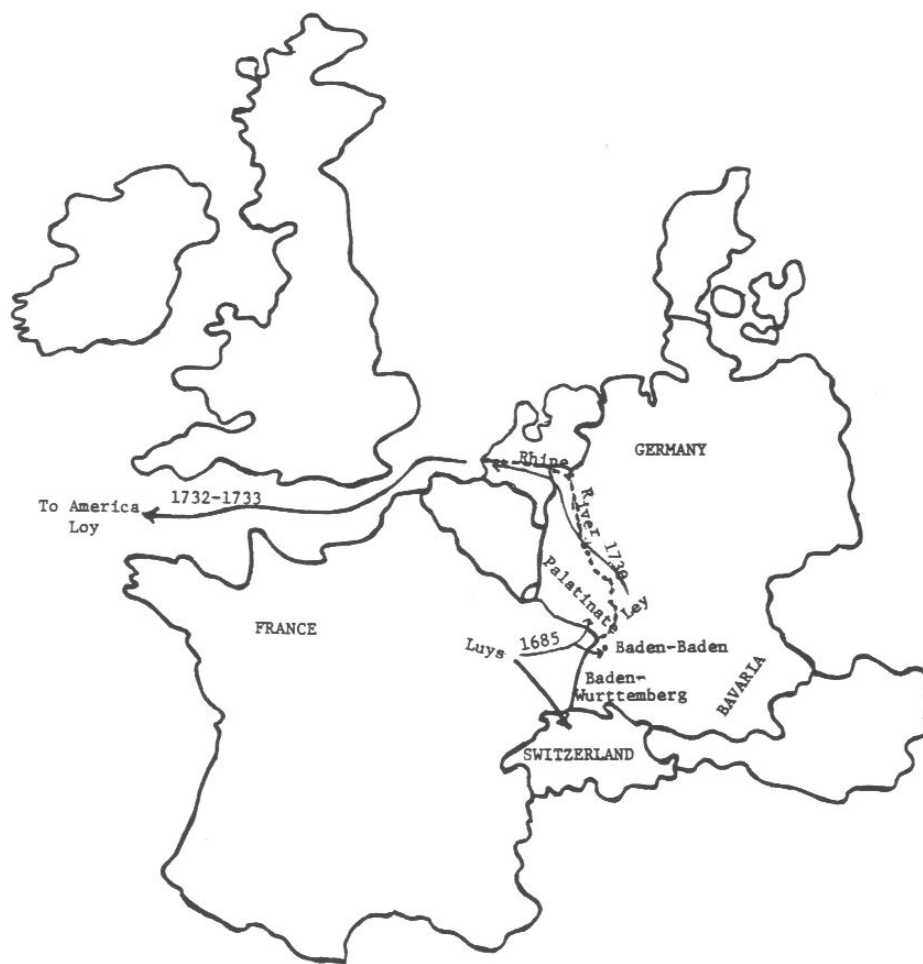 GERMANY
Rhine
River 1730
1732-1733
To America
Loy
Palatinate
Ley
FRANCE
Luys 1685
Baden-Baden
Baden-
Wurttemberg
BAVARIA
SWITZERLAND